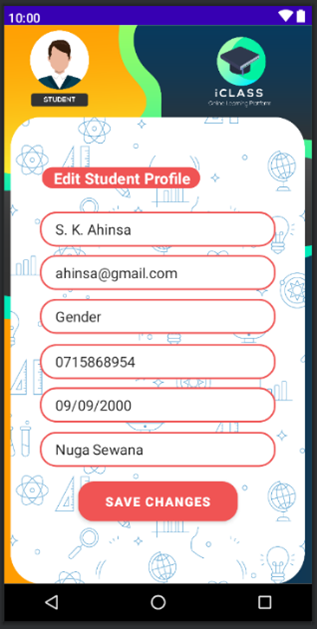 10:00
STUDENT
iCLASS
Online Learning Platform
Edit Student Profile
S. K. Ahinsa
ahinsa@gmail.com
Gender
0715868954
09/09/2000
Nuga Sewana
SAVE CHANGES